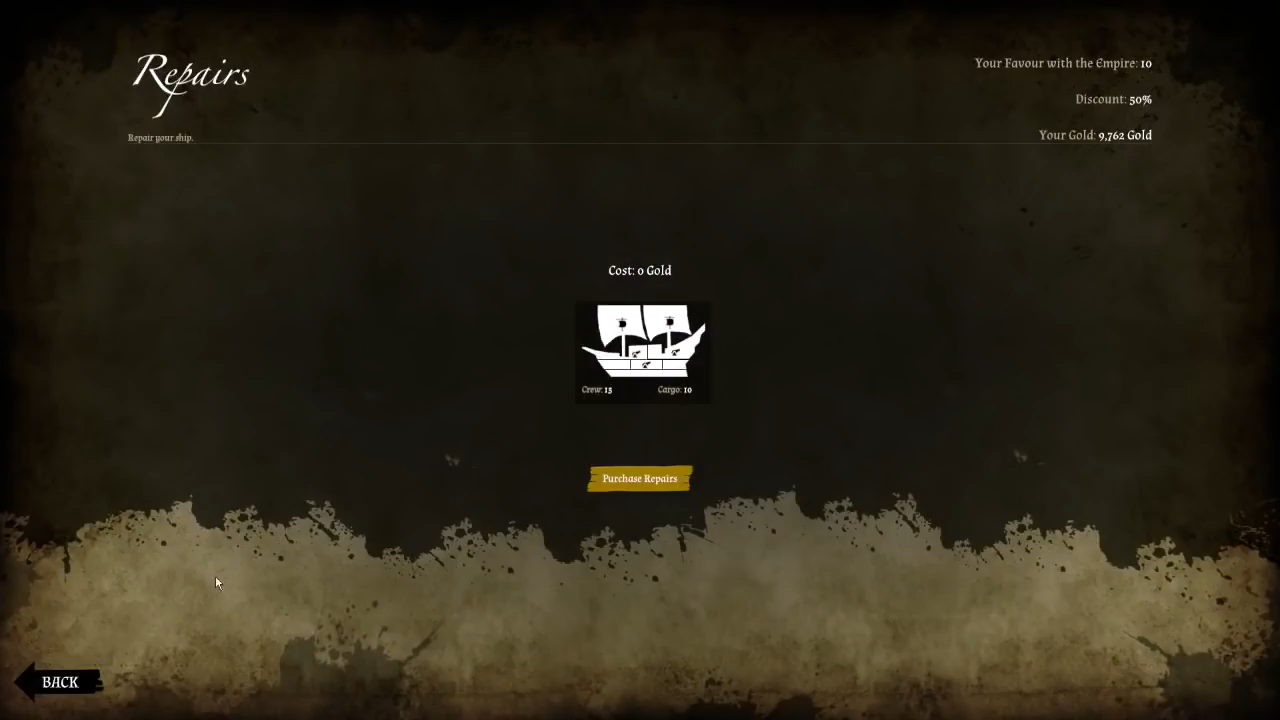 Repairs
Repair your ship.
Your Favour with the Empire: 10
Discount: 50%
Your Gold: 9,762 Gold
Cost: 0 Gold
Crew: 15 Cargo: 10
Purchase Repairs
BACK